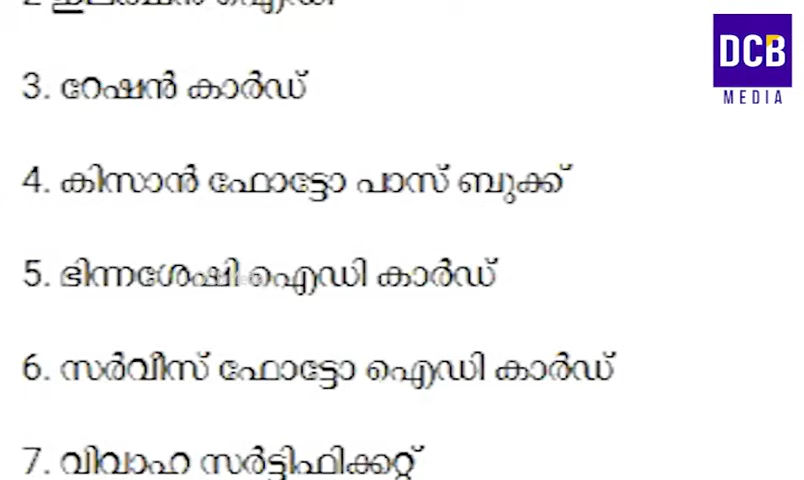 DCB
MEDIA
3. റേഷൻ കാർഡ്
4. കിസാൻ ഫോട്ടോ പാസ് ബുക്ക്
5. ഭിന്നശേഷി ഐഡി കാർഡ്
6. സർവീസ് ഫോട്ടോ ഐഡി കാർഡ്
7. വിവാഹ സർട്ടിഫിക്കറ്റ്